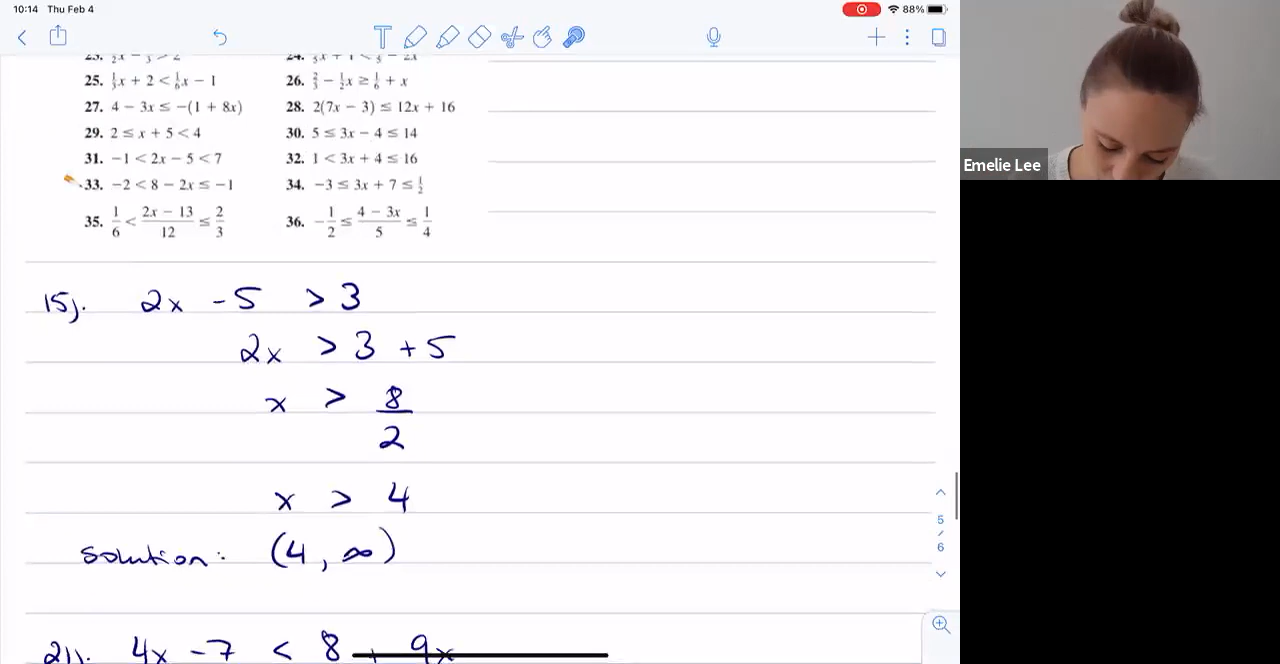 10:14 Thu Feb 4
88%
25. 1/3x + 2 < 1/6x − 1
26. 2/3 − 1/2x ≥ 1/6 + x
27. 4 − 3x ≤ −(1 + 8x)
28. 2(7x − 3) ≤ 12x + 16
29. 2 ≤ x + 5 < 4
30. 5 ≤ 3x − 4 ≤ 14
31. −1 < 2x − 5 < 7
32. 1 < 3x + 4 ≤ 16
33. −2 < 8 − 2x ≤ −1
34. −3 ≤ 3x + 7 ≤ 1/2
35. 1/6 < (2x − 13)/12 ≤ 2/3
36. −1/2 ≤ (4 − 3x)/5 ≤ 1/4
15). 2x - 5 > 3
2x > 3 + 5
x > 8/2
x > 4
solution: (4, ∞)
21). 4x - 7 < 8 + 9x
5 / 6
Emelie Lee